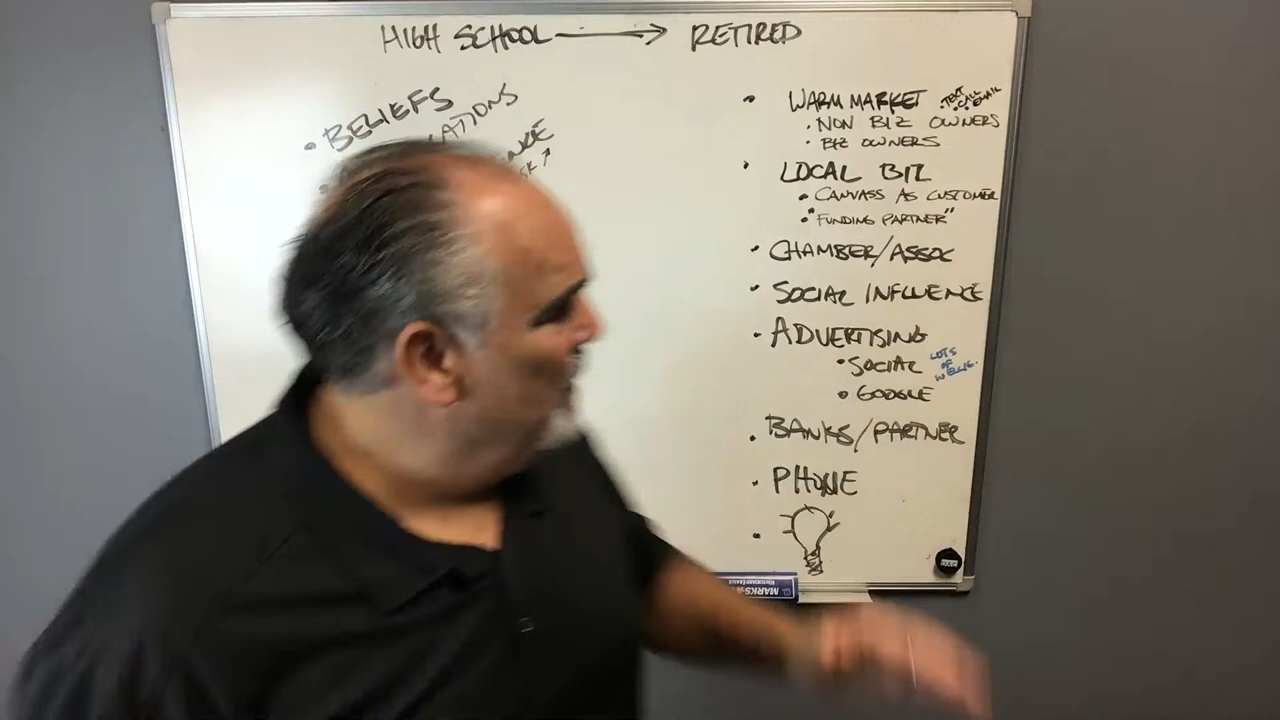 HIGH SCHOOL → RETIRED
• BELIEFS
• WARM MARKET • TEXT • CALL • EMAIL
• NON BIZ OWNERS
• BIZ OWNERS
• LOCAL BIZ
• CANVASS AS CUSTOMER
• "FUNDING PARTNER"
• CHAMBER/ASSOC
• SOCIAL INFLUENCE
• ADVERTISING
• SOCIAL LOTS OF
• GOOGLE
• BANKS/PARTNER
• PHONE